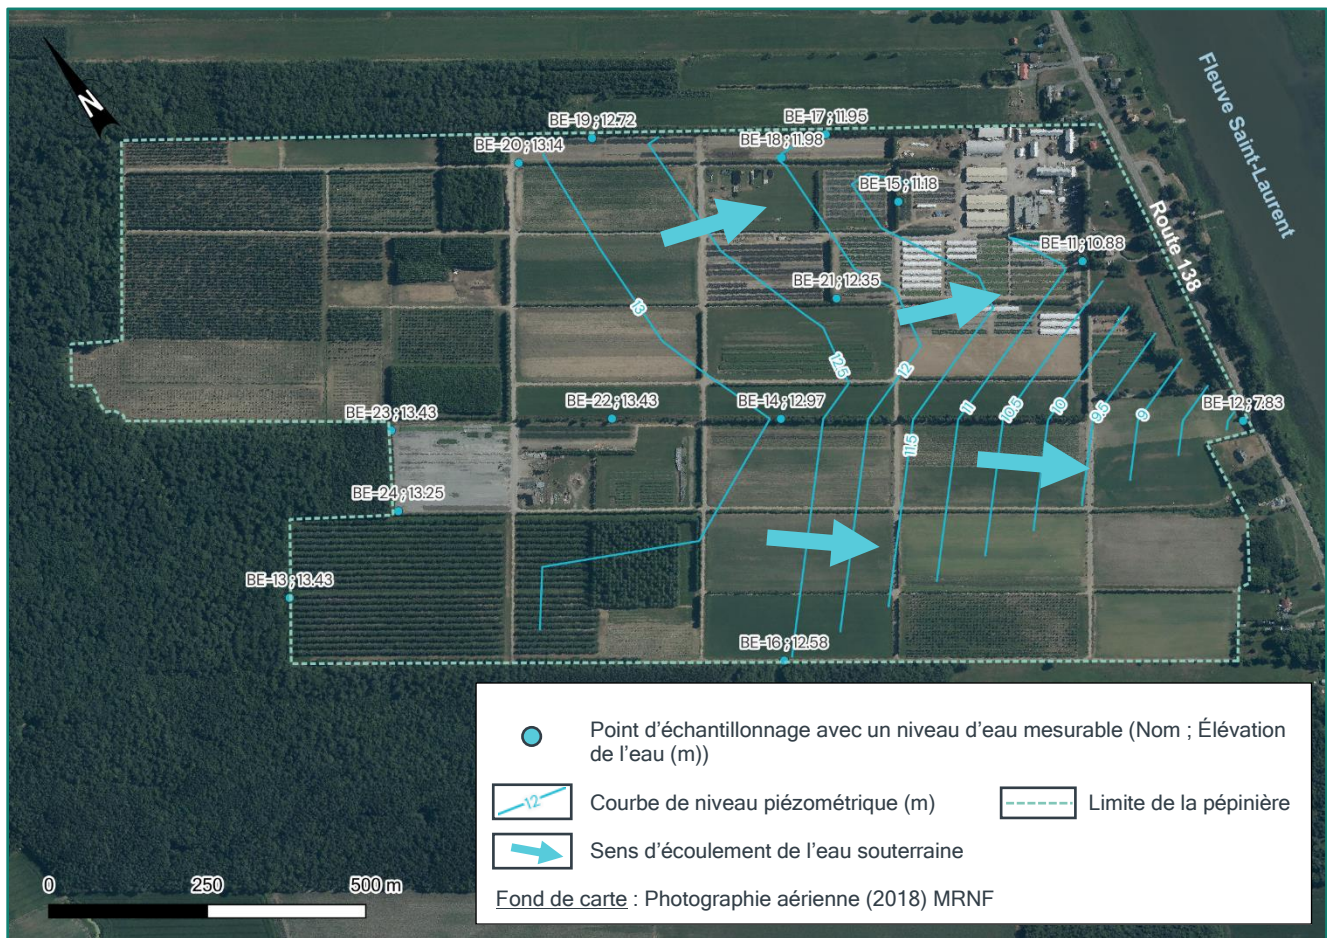 N
Fleuve Saint-Laurent
Route 138
BE-19 ; 12.72
BE-17 ; 11.95
BE-20 ; 13.14
BE-18 ; 11.98
BE-15 ; 11.18
BE-11 ; 10.88
BE-21 ; 12.35
13
12.5
12
11.5
11
10.5
10
9.5
9
BE-23 ; 13.43
BE-22 ; 13.43
BE-14 ; 12.97
BE-12 ; 7.83
BE-24 ; 13.25
BE-13 ; 13.43
BE-16 ; 12.58
Point d'échantillonnage avec un niveau d'eau mesurable (Nom ; Élévation
de l'eau (m))
12
Courbe de niveau piézométrique (m)
Limite de la pépinière
Sens d'écoulement de l'eau souterraine
Fond de carte : Photographie aérienne (2018) MRNF
0 250 500 m